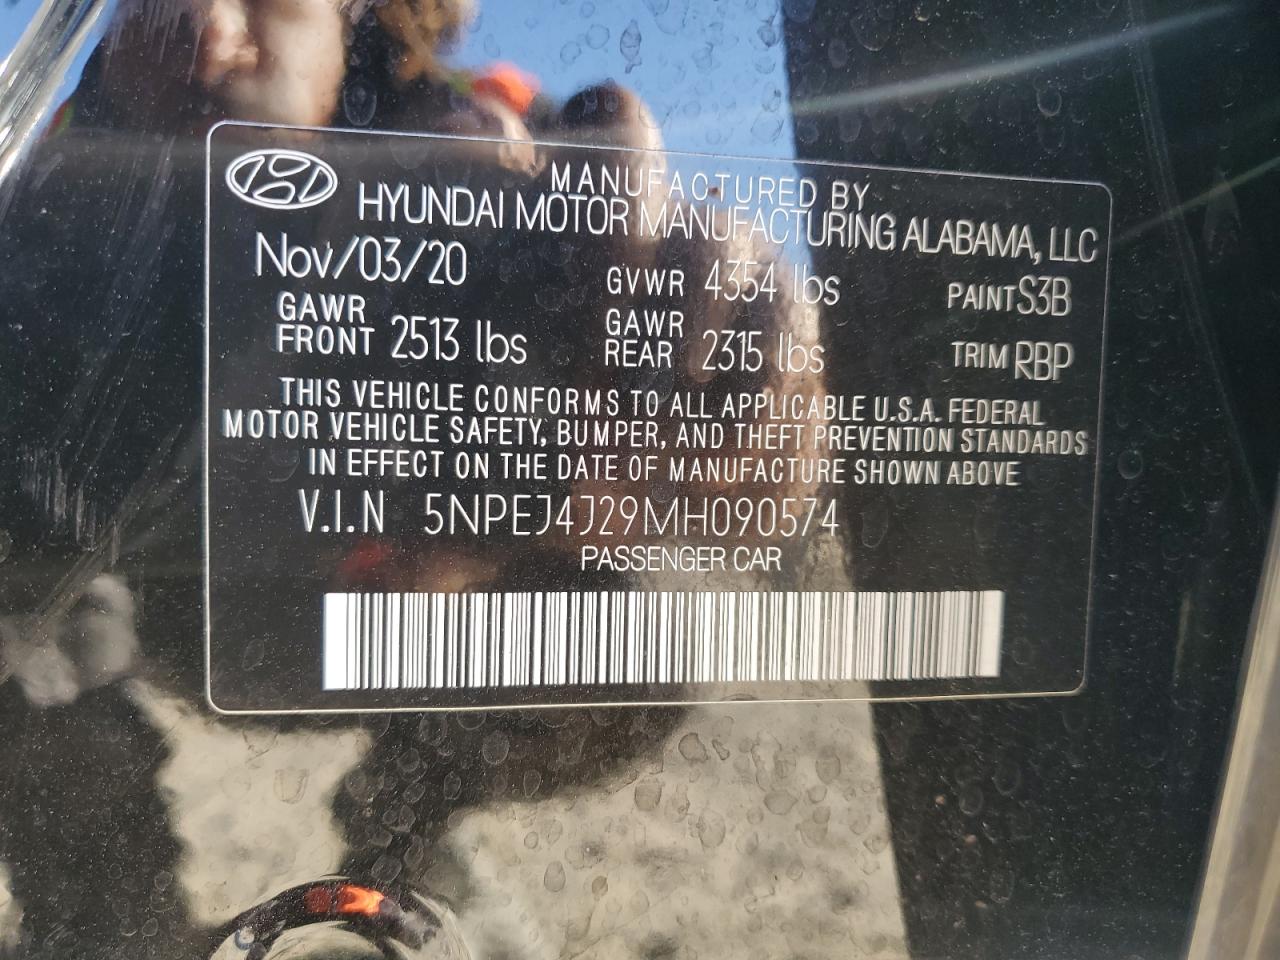 MANUFACTURED BY
HYUNDAI MOTOR MANUFACTURING ALABAMA, LLC
Nov/03/20 GVWR 4354 lbs PAINT S3B
GAWR FRONT 2513 lbs GAWR REAR 2315 lbs TRIM RBP
THIS VEHICLE CONFORMS TO ALL APPLICABLE U.S.A. FEDERAL
MOTOR VEHICLE SAFETY, BUMPER, AND THEFT PREVENTION STANDARDS
IN EFFECT ON THE DATE OF MANUFACTURE SHOWN ABOVE
V.I.N 5NPEJ4J29MH090574
PASSENGER CAR